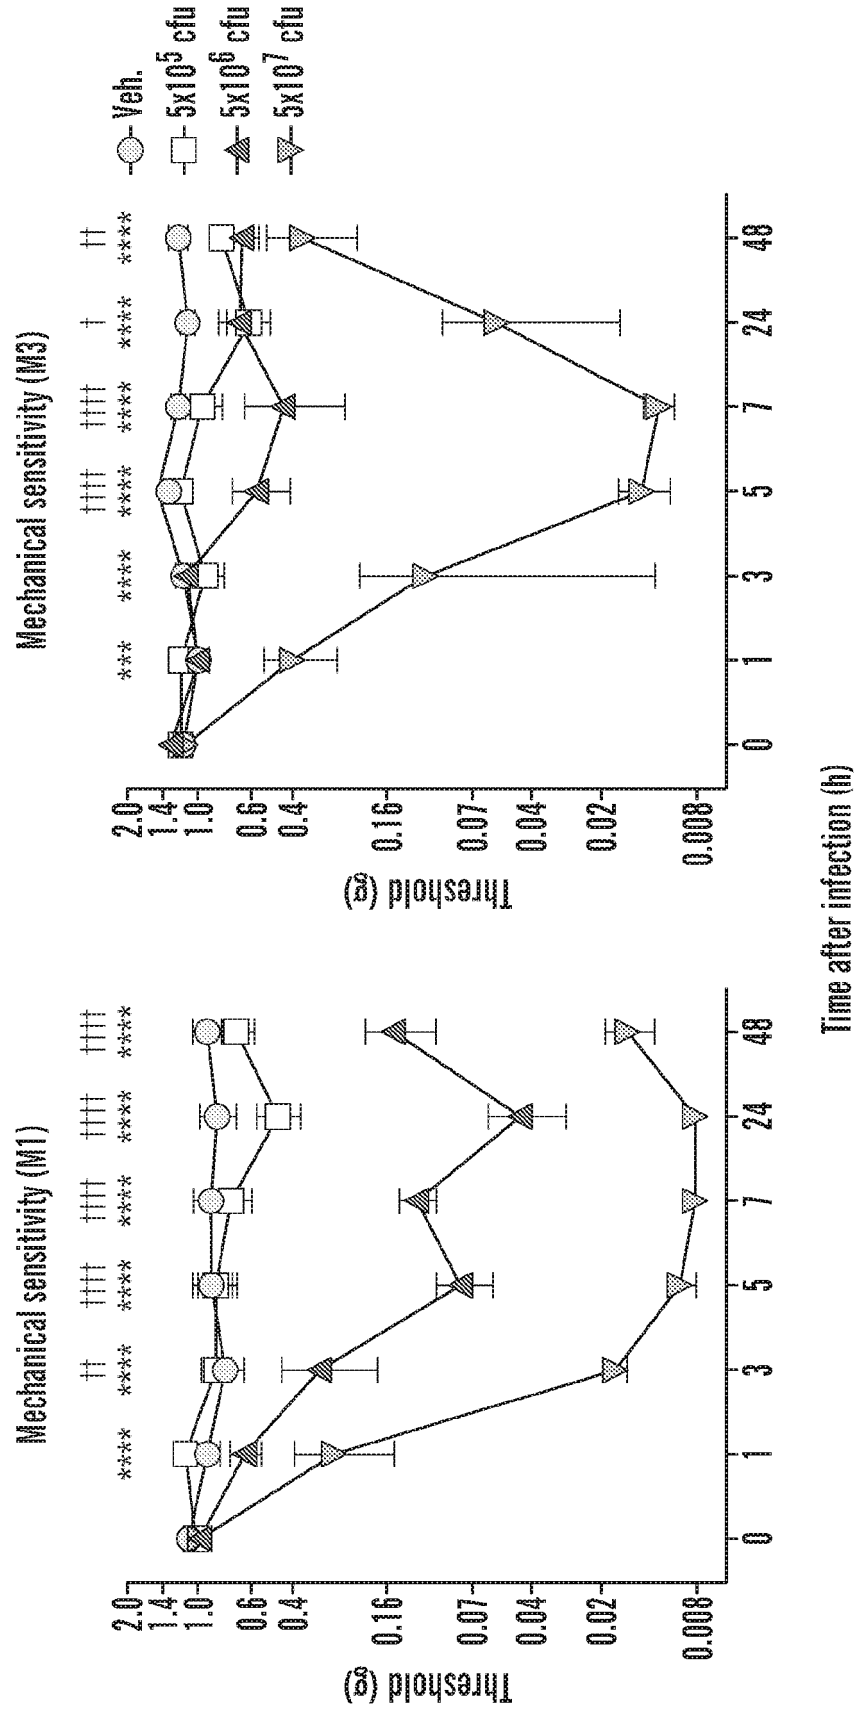 Mechanical sensitivity (M1)
†† †††† †††† †††† ††††
**** **** **** **** **** ****
Threshold (g)
2.0
1.4
1.0
0.6
0.4
0.16
0.07
0.04
0.02
0.008
0 1 3 5 7 24 48
Mechanical sensitivity (M3)
†††† †††† † ††
*** **** **** **** **** ****
Threshold (g)
2.0
1.4
1.0
0.6
0.4
0.16
0.07
0.04
0.02
0.008
0 1 3 5 7 24 48
Veh.
5x10⁵ cfu
5x10⁶ cfu
5x10⁷ cfu
Time after infection (h)